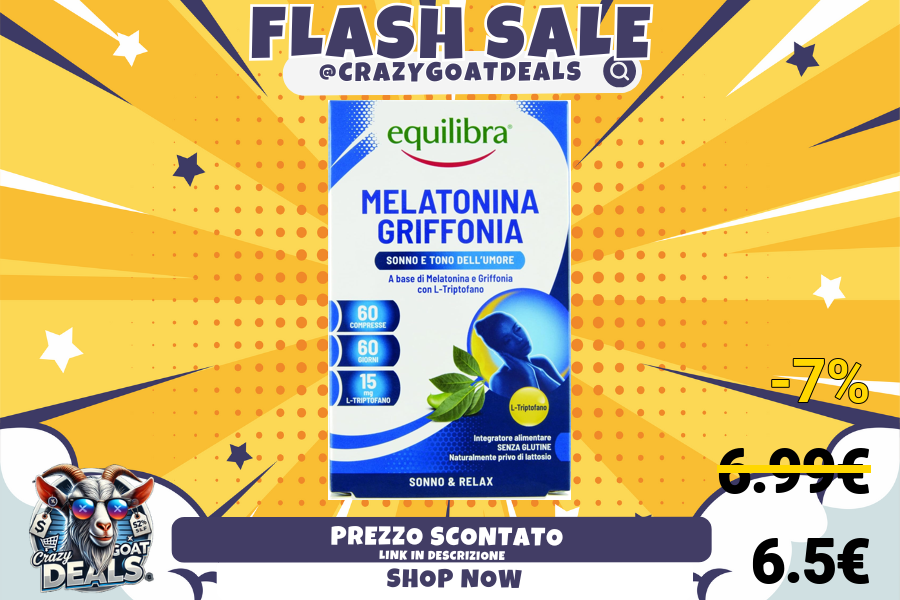 FLASH SALE
@CRAZYGOATDEALS
equilibra®
MELATONINA
GRIFFONIA
SONNO E TONO DELL'UMORE
A base di Melatonina e Griffonia
con L-Triptofano
60
COMPRESSE
60
GIORNI
15
mg
L-TRIPTOFANO
L-Triptofano
Integratore alimentare
SENZA GLUTINE
Naturalmente privo di lattosio
SONNO & RELAX
-7%
6.99€
6.5€
$
52%
Crazy
GOAT
DEALS
PREZZO SCONTATO
LINK IN DESCRIZIONE
SHOP NOW